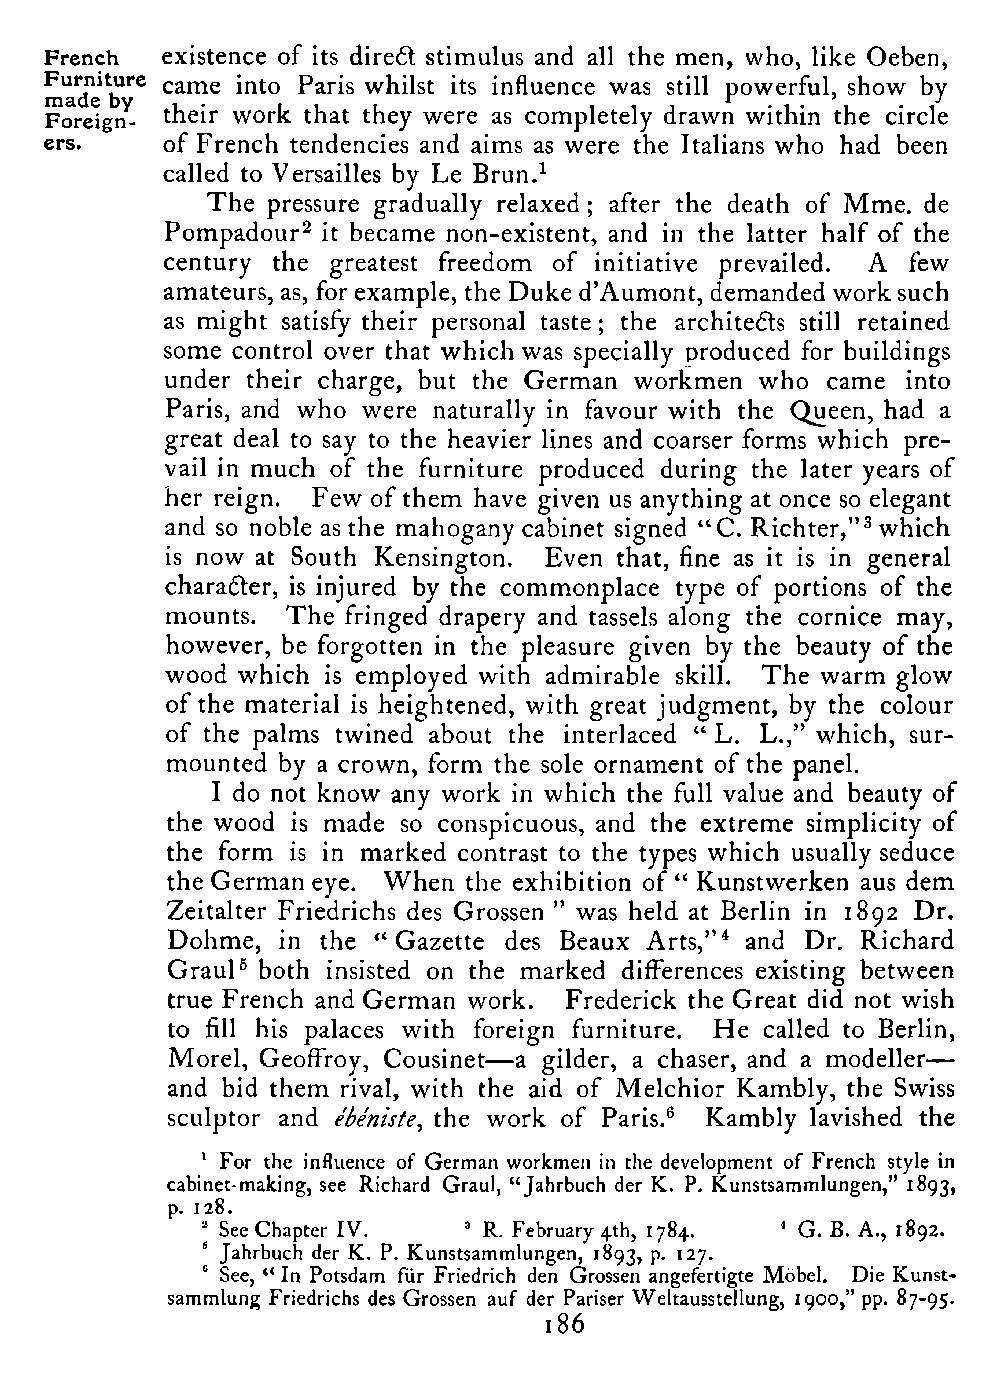 French
Furniture
made by
Foreign-
ers.
existence of its direct stimulus and all the men, who, like Oeben,
came into Paris whilst its influence was still powerful, show by
their work that they were as completely drawn within the circle
of French tendencies and aims as were the Italians who had been
called to Versailles by Le Brun.¹
The pressure gradually relaxed; after the death of Mme. de
Pompadour² it became non-existent, and in the latter half of the
century the greatest freedom of initiative prevailed. A few
amateurs, as, for example, the Duke d'Aumont, demanded work such
as might satisfy their personal taste; the architects still retained
some control over that which was specially produced for buildings
under their charge, but the German workmen who came into
Paris, and who were naturally in favour with the Queen, had a
great deal to say to the heavier lines and coarser forms which pre-
vail in much of the furniture produced during the later years of
her reign. Few of them have given us anything at once so elegant
and so noble as the mahogany cabinet signed "C. Richter,"³ which
is now at South Kensington. Even that, fine as it is in general
character, is injured by the commonplace type of portions of the
mounts. The fringed drapery and tassels along the cornice may,
however, be forgotten in the pleasure given by the beauty of the
wood which is employed with admirable skill. The warm glow
of the material is heightened, with great judgment, by the colour
of the palms twined about the interlaced "L. L.," which, sur-
mounted by a crown, form the sole ornament of the panel.
I do not know any work in which the full value and beauty of
the wood is made so conspicuous, and the extreme simplicity of
the form is in marked contrast to the types which usually seduce
the German eye. When the exhibition of "Kunstwerken aus dem
Zeitalter Friedrichs des Grossen" was held at Berlin in 1892 Dr.
Dohme, in the "Gazette des Beaux Arts,"⁴ and Dr. Richard
Graul⁵ both insisted on the marked differences existing between
true French and German work. Frederick the Great did not wish
to fill his palaces with foreign furniture. He called to Berlin,
Morel, Geoffroy, Cousinet—a gilder, a chaser, and a modeller—
and bid them rival, with the aid of Melchior Kambly, the Swiss
sculptor and ébéniste, the work of Paris.⁶ Kambly lavished the
¹ For the influence of German workmen in the development of French style in
cabinet-making, see Richard Graul, "Jahrbuch der K. P. Kunstsammlungen," 1893,
p. 128.
² See Chapter IV. ³ R. February 4th, 1784. ⁴ G. B. A., 1892.
⁵ Jahrbuch der K. P. Kunstsammlungen, 1893, p. 127.
⁶ See, "In Potsdam für Friedrich den Grossen angefertigte Möbel. Die Kunst-
sammlung Friedrichs des Grossen auf der Pariser Weltausstellung, 1900," pp. 87-95.
186